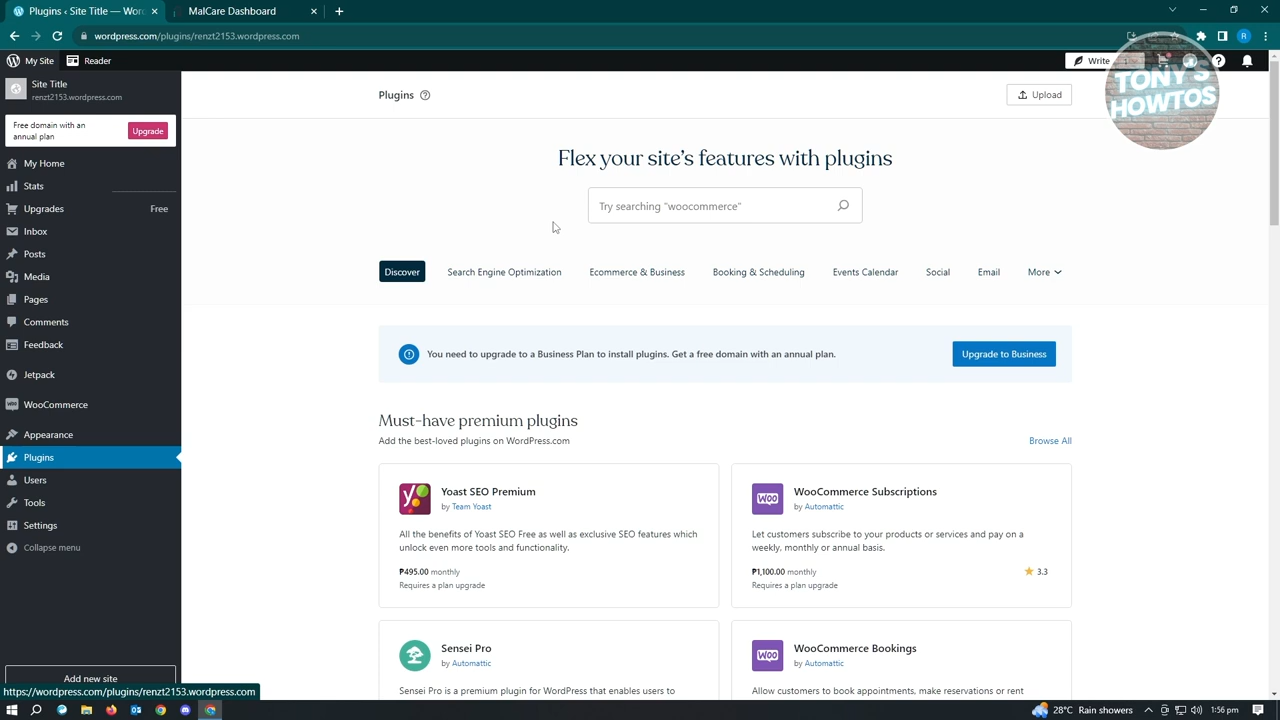 Plugins ‹ Site Title — WordPre
MalCare Dashboard
wordpress.com/plugins/renzt2153.wordpress.com
R
My Site
Reader
Write
TONY'S
HOWTOS
Site Title
renzt2153.wordpress.com
Free domain with an
annual plan
Upgrade
My Home
Stats
Upgrades
Free
Inbox
Posts
Media
Pages
Comments
Feedback
Jetpack
WooCommerce
Appearance
Plugins
Users
Tools
Settings
Collapse menu
Add new site
https://wordpress.com/plugins/renzt2153.wordpress.com
Plugins
Upload
Flex your site's features with plugins
Try searching "woocommerce"
Discover
Search Engine Optimization
Ecommerce & Business
Booking & Scheduling
Events Calendar
Social
Email
More
You need to upgrade to a Business Plan to install plugins. Get a free domain with an annual plan.
Upgrade to Business
Must-have premium plugins
Add the best-loved plugins on WordPress.com
Browse All
Yoast SEO Premium
by Team Yoast
All the benefits of Yoast SEO Free as well as exclusive SEO features which
unlock even more tools and functionality.
₱495.00 monthly
Requires a plan upgrade
WooCommerce Subscriptions
by Automattic
Let customers subscribe to your products or services and pay on a
weekly, monthly or annual basis.
₱1,100.00 monthly
3.3
Requires a plan upgrade
Sensei Pro
by Automattic
Sensei Pro is a premium plugin for WordPress that enables users to
WooCommerce Bookings
by Automattic
Allow customers to book appointments, make reservations or rent
28°C Rain showers
1:56 pm